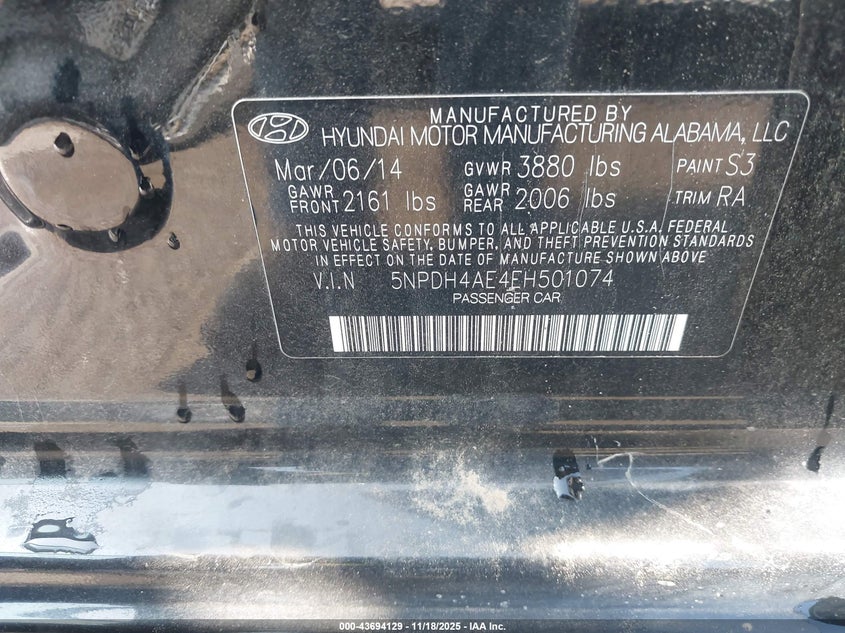 MANUFACTURED BY
HYUNDAI MOTOR MANUFACTURING ALABAMA, LLC
Mar/06/14 GVWR 3880 lbs PAINT S3
GAWR FRONT 2161 lbs GAWR REAR 2006 lbs TRIM RA
THIS VEHICLE CONFORMS TO ALL APPLICABLE U.S.A. FEDERAL
MOTOR VEHICLE SAFETY, BUMPER, AND THEFT PREVENTION STANDARDS
IN EFFECT ON THE DATE OF MANUFACTURE SHOWN ABOVE
V.I.N 5NPDH4AE4EH501074
PASSENGER CAR
000-43694129 - 11/18/2025 - IAA Inc.